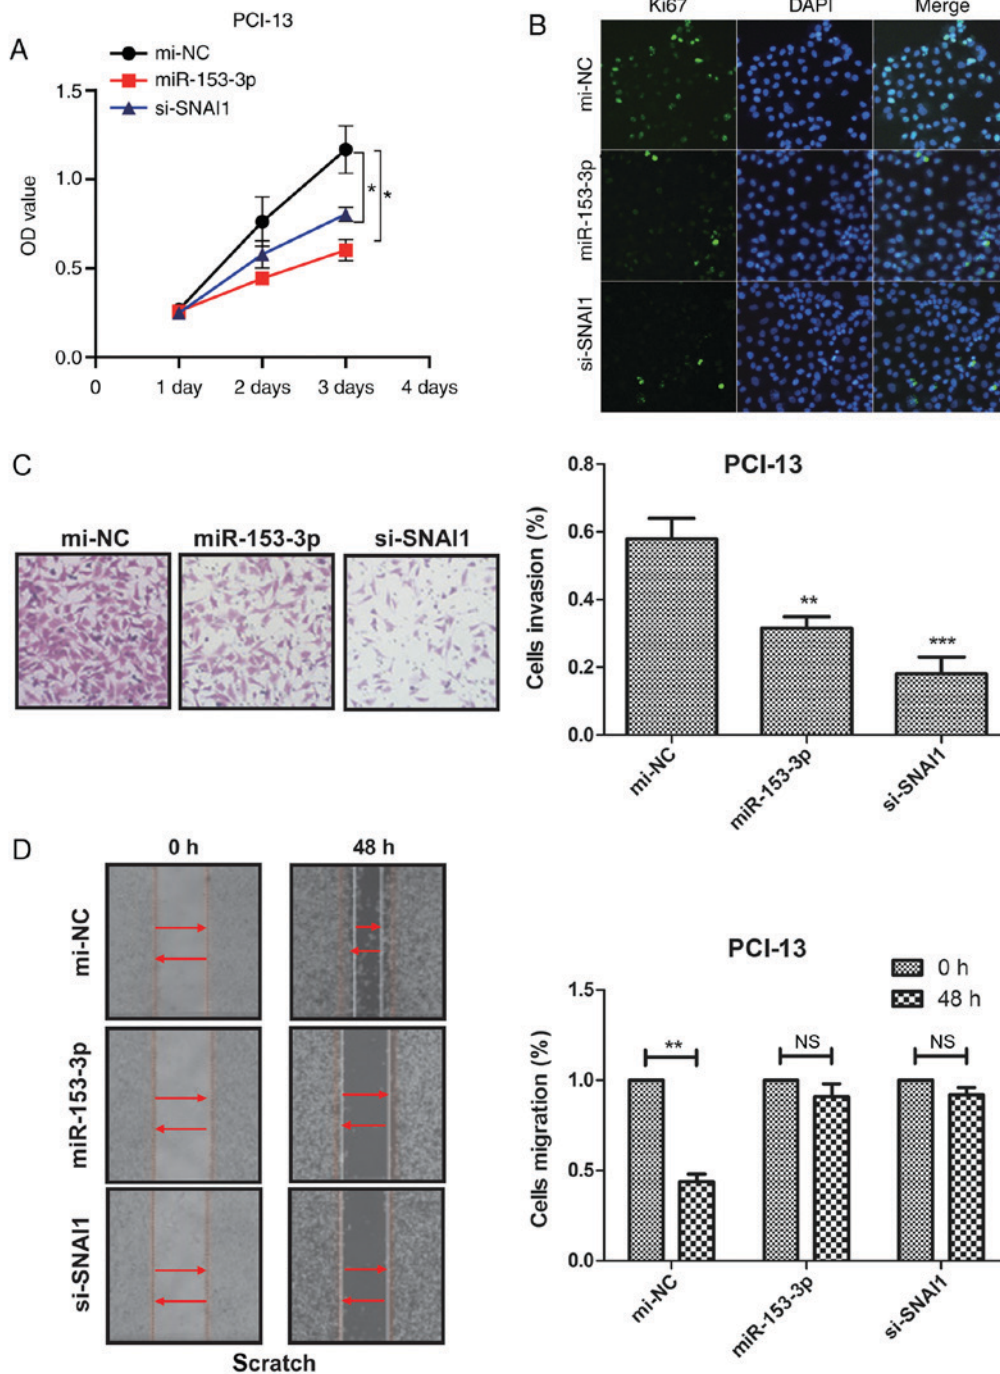 A
PCI-13
mi-NC
miR-153-3p
si-SNAI1
1.5
1.0
0.5
0.0
OD value
*
*
0
1 day
2 days
3 days
4 days
B
Ki67
DAPI
Merge
mi-NC
miR-153-3p
si-SNAI1
C
mi-NC
miR-153-3p
si-SNAI1
PCI-13
0.8
0.6
0.4
0.2
0.0
Cells invasion (%)
**
***
mi-NC
miR-153-3p
si-SNAI1
D
0 h
48 h
mi-NC
miR-153-3p
si-SNAI1
Scratch
PCI-13
0 h
48 h
1.5
1.0
0.5
0.0
Cells migration (%)
**
NS
NS
mi-NC
miR-153-3p
si-SNAI1